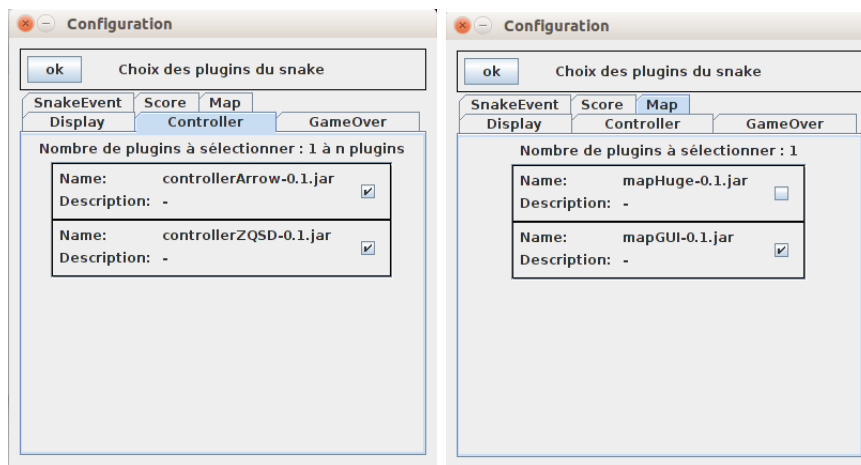 Configuration
ok Choix des plugins du snake
SnakeEvent Score Map
Display Controller GameOver
Nombre de plugins à sélectionner : 1 à n plugins
Name: controllerArrow-0.1.jar
Description: -
Name: controllerZQSD-0.1.jar
Description: -
Configuration
ok Choix des plugins du snake
SnakeEvent Score Map
Display Controller GameOver
Nombre de plugins à sélectionner : 1
Name: mapHuge-0.1.jar
Description: -
Name: mapGUI-0.1.jar
Description: -